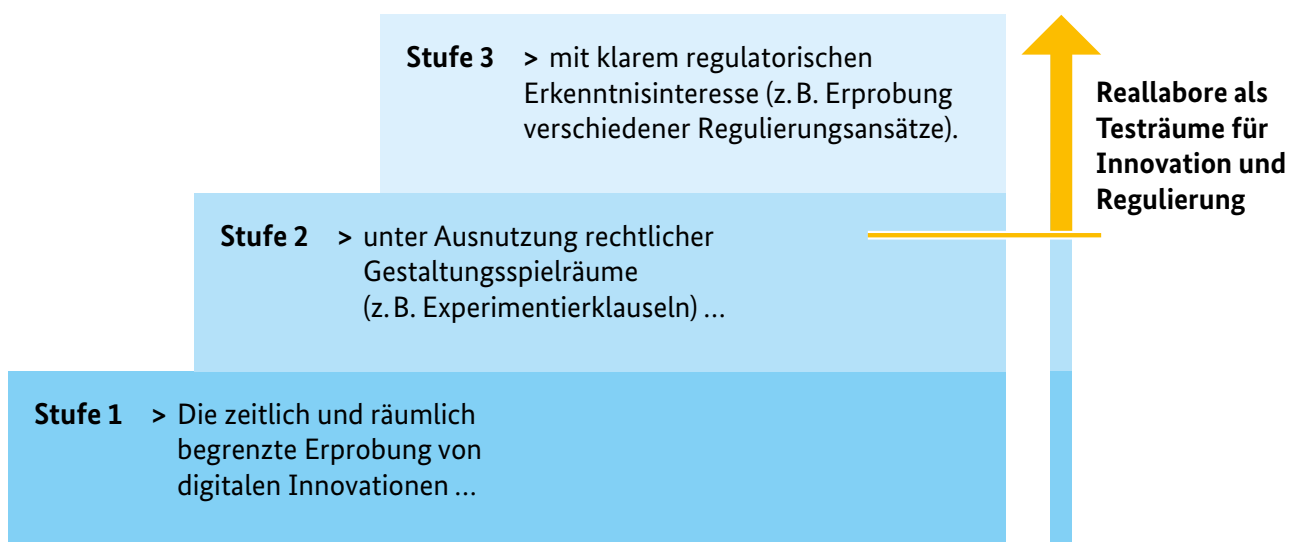 Stufe 3 > mit klarem regulatorischen
Erkenntnisinteresse (z. B. Erprobung
verschiedener Regulierungsansätze).
Reallabore als
Testräume für
Innovation und
Regulierung
Stufe 2 > unter Ausnutzung rechtlicher
Gestaltungsspielräume
(z. B. Experimentierklauseln) …
Stufe 1 > Die zeitlich und räumlich
begrenzte Erprobung von
digitalen Innovationen …